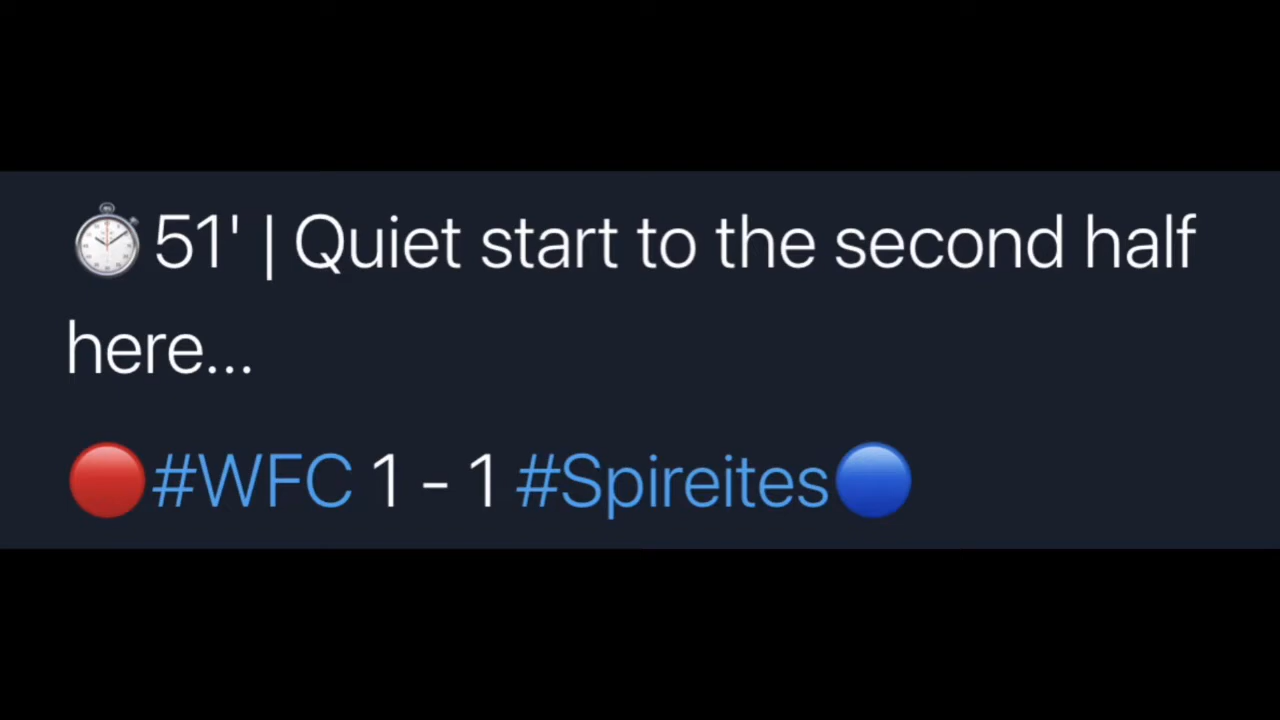 ⏱51' | Quiet start to the second half
here...
🔴#WFC 1 - 1 #Spireites🔵